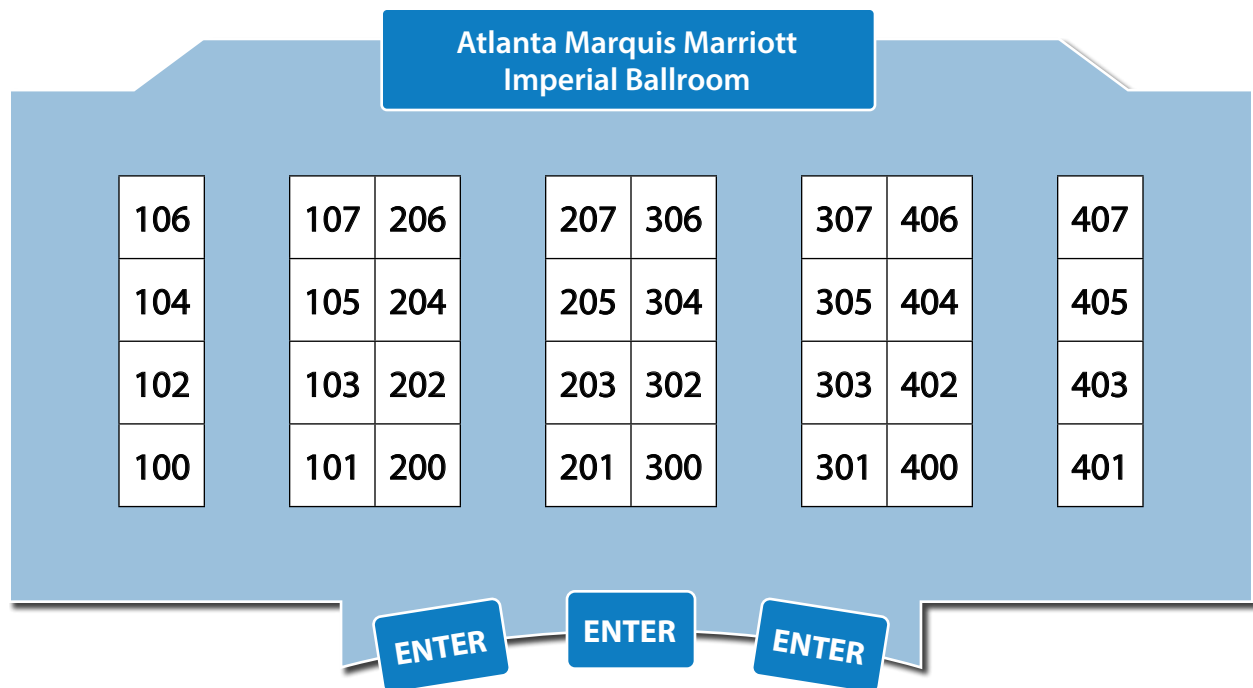 Atlanta Marquis Marriott
Imperial Ballroom
106 107 206 207 306 307 406 407
104 105 204 205 304 305 404 405
102 103 202 203 302 303 402 403
100 101 200 201 300 301 400 401
ENTER ENTER ENTER